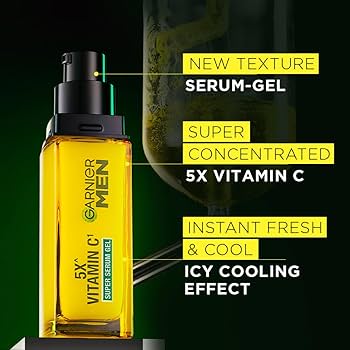 NEW TEXTURE
SERUM-GEL
SUPER
CONCENTRATED
5X VITAMIN C
INSTANT FRESH
& COOL
ICY COOLING
EFFECT
GARNIER
MEN
5X^
VITAMIN C¹
SUPER SERUM GEL